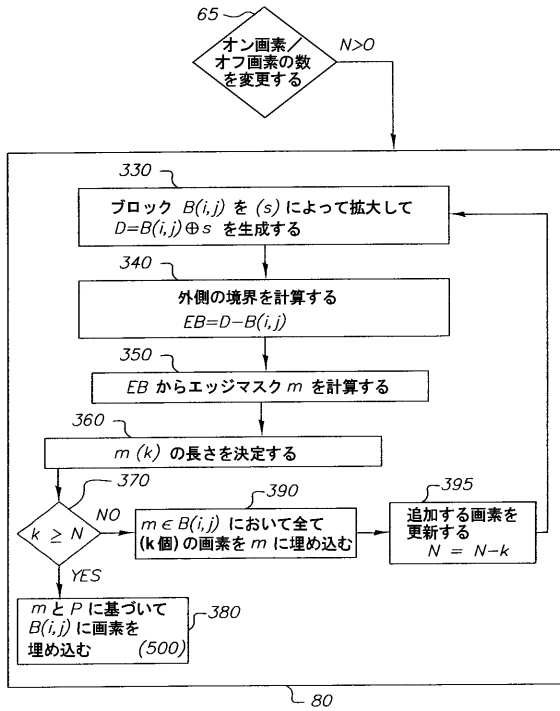 65
オン画素／
オフ画素の数
を変更する
N>0
330
ブロック B(i,j) を (s) によって拡大して
D=B(i,j)⊕s を生成する
340
外側の境界を計算する
EB=D−B(i,j)
350
EB からエッジマスク m を計算する
360
m (k) の長さを決定する
370
k ≥ N
NO
390
m ∈ B(i,j) において全て
(k個) の画素を m に埋め込む
395
追加する画素を
更新する
N = N-k
YES
m と P に基づいて
B(i,j) に画素を
埋め込む (500)
380
80